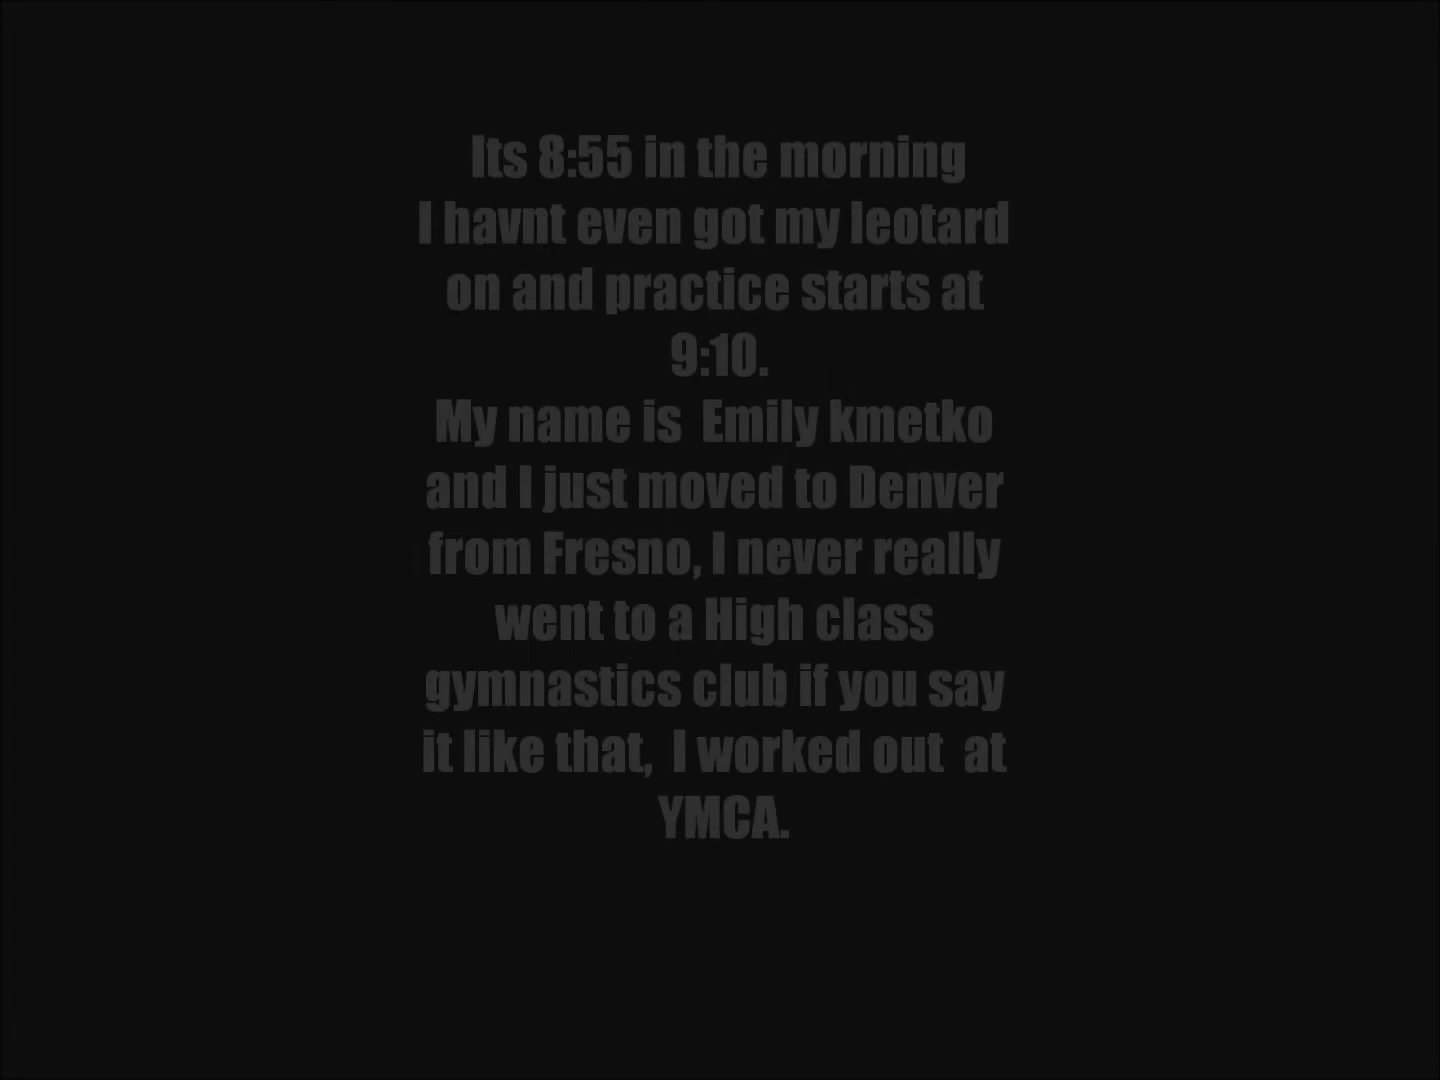 Its 8:55 in the morning
I havnt even got my leotard
on and practice starts at
9:10.
My name is  Emily kmetko
and I just moved to Denver
from Fresno, I never really
went to a High class
gymnastics club if you say
it like that,  I worked out  at
YMCA.